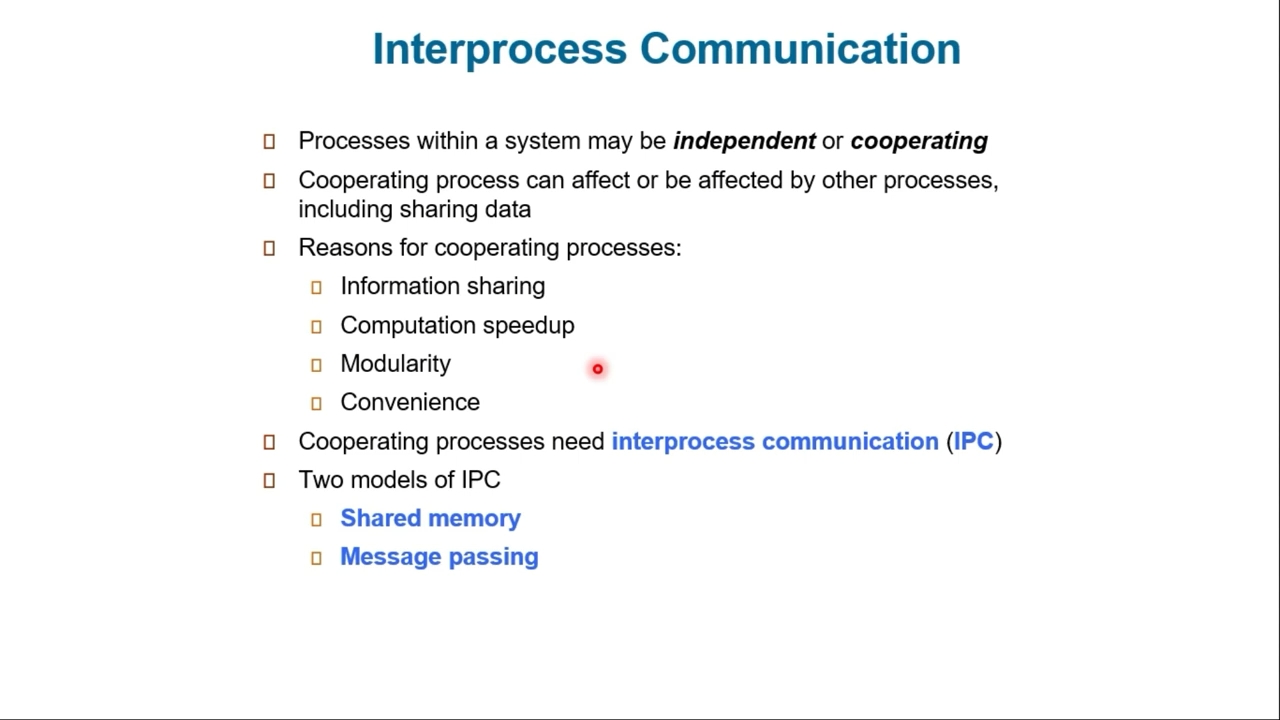 Interprocess Communication
Processes within a system may be independent or cooperating
Cooperating process can affect or be affected by other processes,
including sharing data
Reasons for cooperating processes:
Information sharing
Computation speedup
Modularity
Convenience
Cooperating processes need interprocess communication (IPC)
Two models of IPC
Shared memory
Message passing